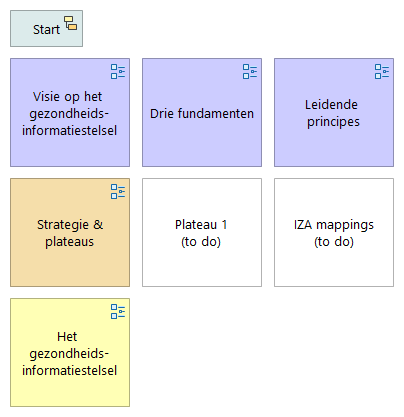 Start
Visie op het
gezondheids-
informatiestelsel
Drie fundamenten
Leidende
principes
Strategie &
plateaus
Plateau 1
(to do)
IZA mappings
(to do)
Het
gezondheids-
informatiestelsel